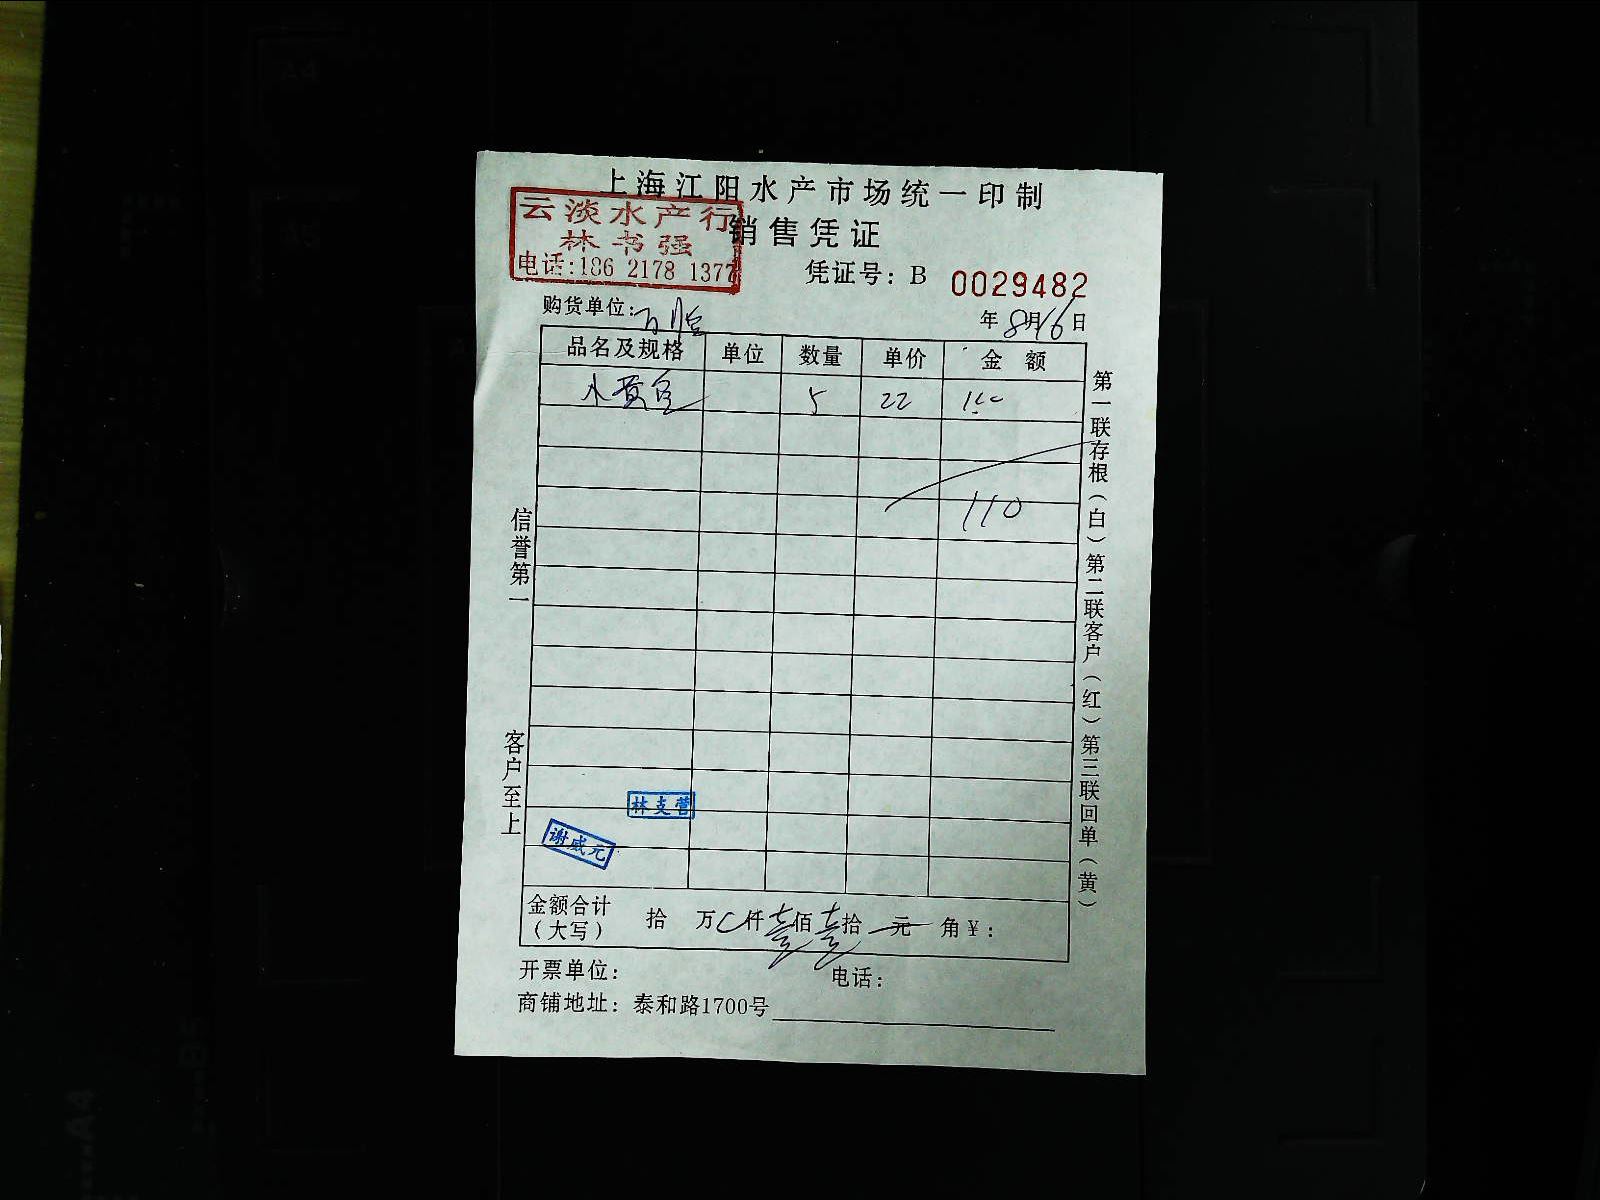 上海江阳水产市场统一印制
云淡水产行
林书强
电话:186 2178 1377
销售凭证
凭证号: B 0029482
购货单位:
年8月16日
品名及规格 单位 数量 单价 金 额
5 22 110
110
信誉第一
客户至上
第一联存根(白)第二联客户(红)第三联回单(黄)
林支营
谢威元
金额合计 拾 万 仟壹佰壹拾 元 角¥:
(大写)
开票单位: 电话:
商铺地址: 泰和路1700号